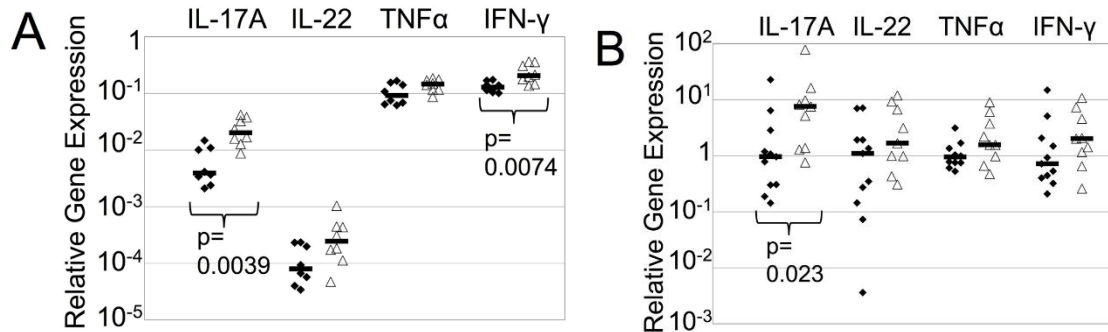 A
IL-17A IL-22 TNFα IFN-γ
Relative Gene Expression
1
10-1
10-2
10-3
10-4
10-5
p=
0.0039
p=
0.0074
B
IL-17A IL-22 TNFα IFN-γ
Relative Gene Expression
10²
10¹
1
10-1
10-2
10-3
p=
0.023